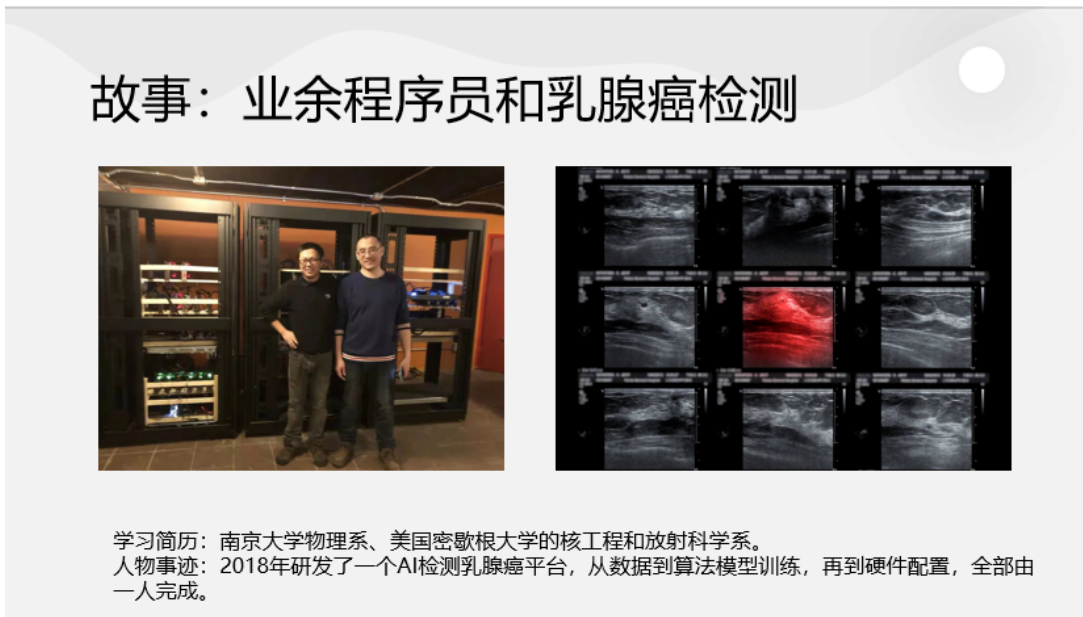 故事：业余程序员和乳腺癌检测
学习简历：南京大学物理系、美国密歇根大学的核工程和放射科学系。
人物事迹：2018年研发了一个AI检测乳腺癌平台，从数据到算法模型训练，再到硬件配置，全部由
一人完成。